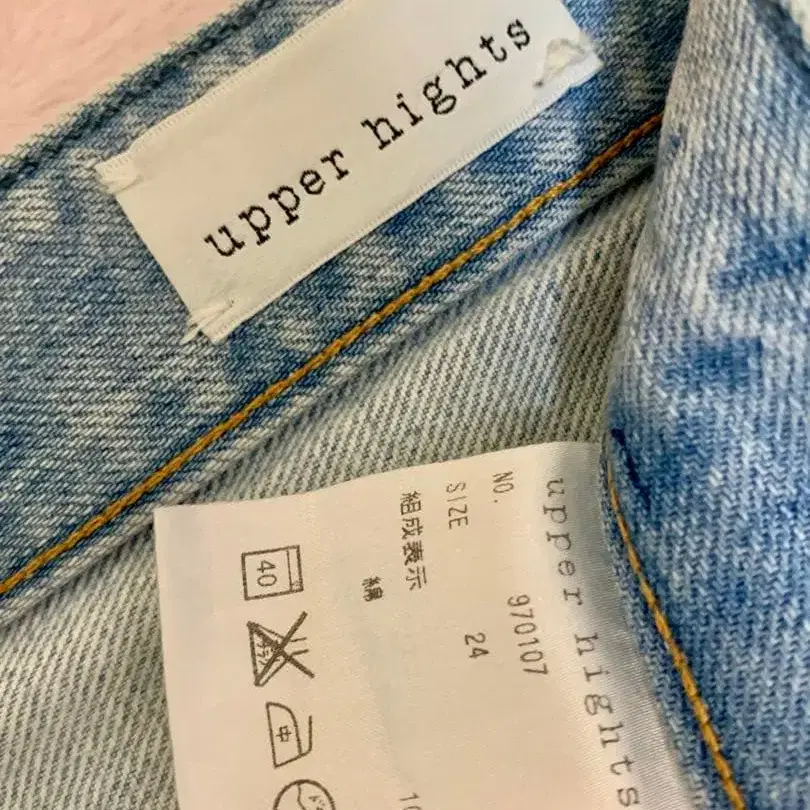 upper hights
upper hights
NO. 970107
SIZE 24
組成表示
綿
40
中